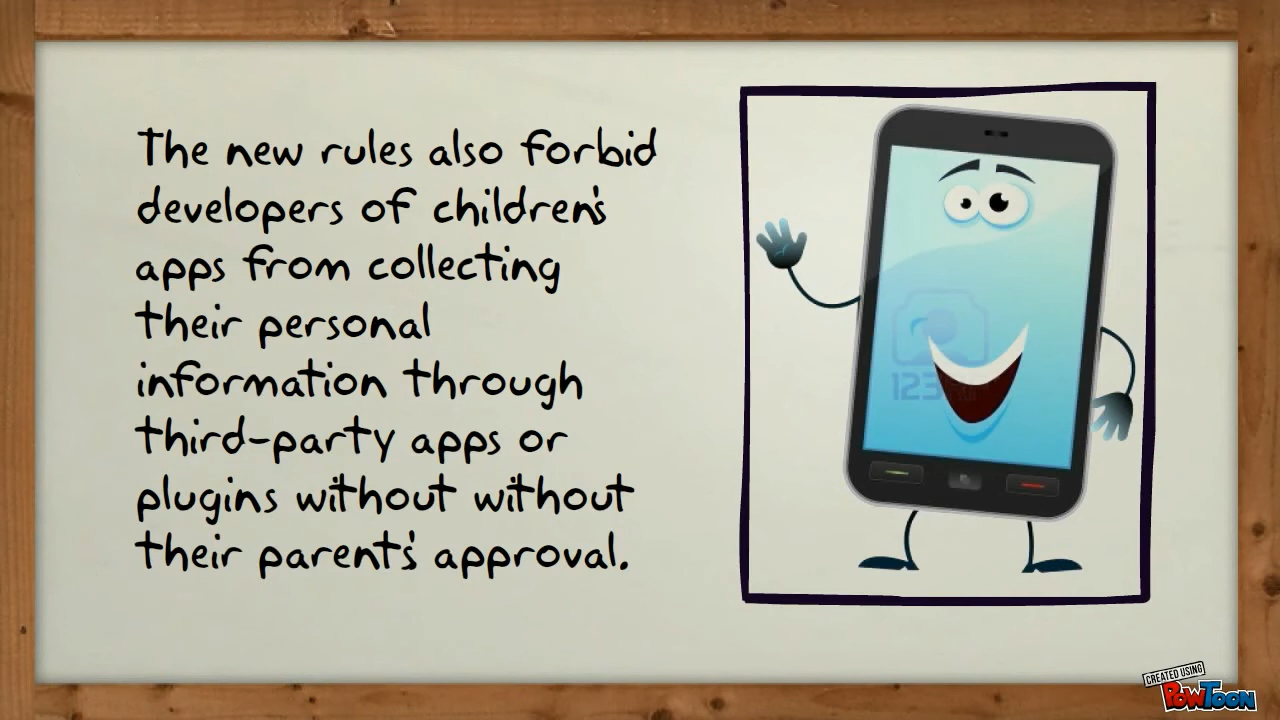 The new rules also forbid
developers of children's
apps from collecting
their personal
information through
third-party apps or
plugins without without
their parents' approval.
123RF
CREATED USING
POWTOON